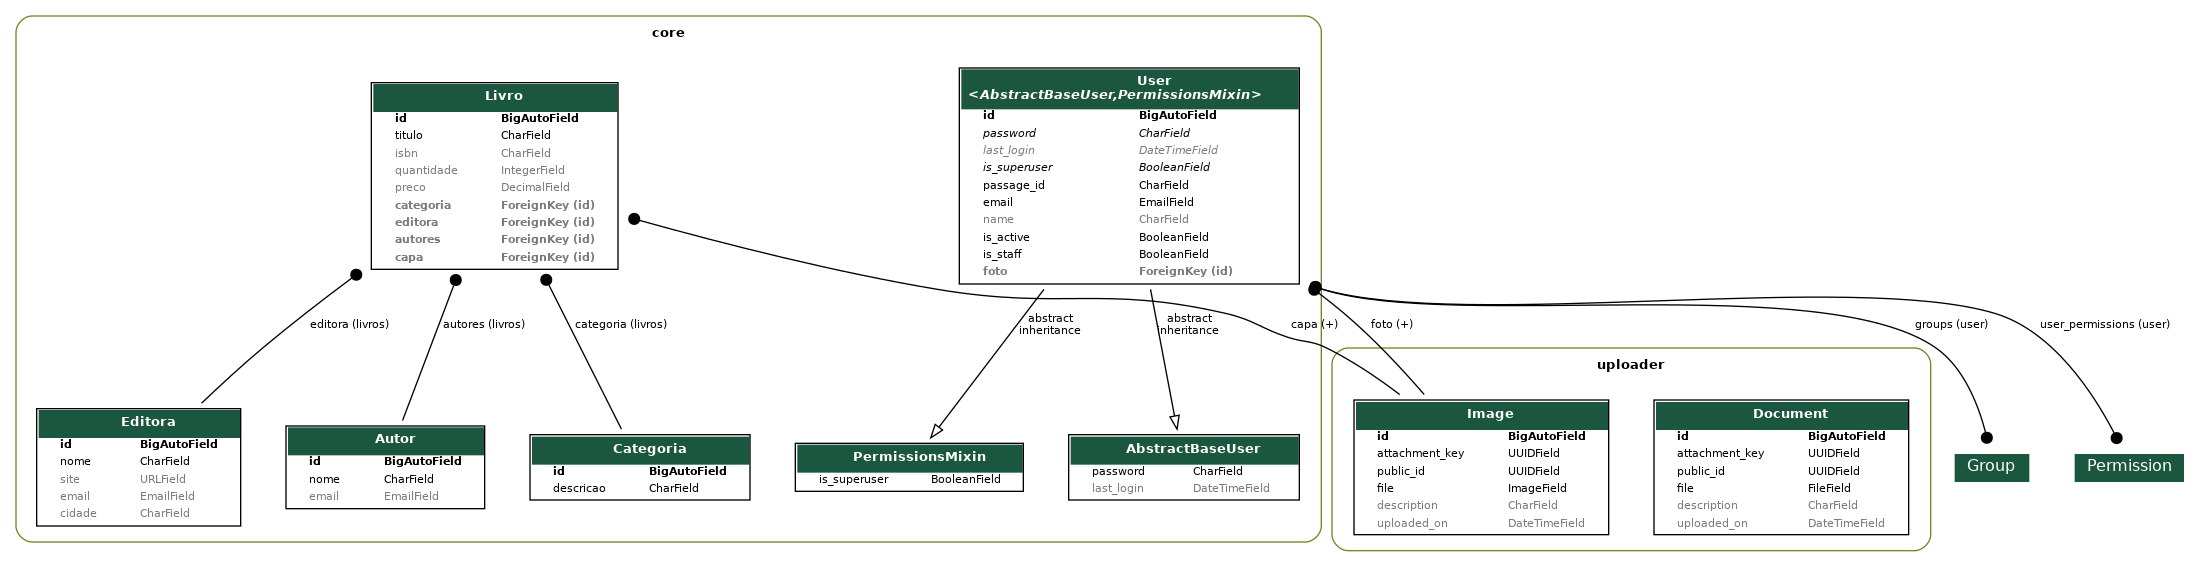 core
Livro
id BigAutoField
titulo CharField
isbn CharField
quantidade IntegerField
preco DecimalField
categoria ForeignKey (id)
editora ForeignKey (id)
autores ForeignKey (id)
capa ForeignKey (id)
User
<AbstractBaseUser,PermissionsMixin>
id BigAutoField
password CharField
last_login DateTimeField
is_superuser BooleanField
passage_id CharField
email EmailField
name CharField
is_active BooleanField
is_staff BooleanField
foto ForeignKey (id)
editora (livros)
autores (livros)
categoria (livros)
abstract
inheritance
abstract
inheritance
capa (+)
foto (+)
groups (user)
user_permissions (user)
Editora
id BigAutoField
nome CharField
site URLField
email EmailField
cidade CharField
Autor
id BigAutoField
nome CharField
email EmailField
Categoria
id BigAutoField
descricao CharField
PermissionsMixin
is_superuser BooleanField
AbstractBaseUser
password CharField
last_login DateTimeField
uploader
Image
id BigAutoField
attachment_key UUIDField
public_id UUIDField
file ImageField
description CharField
uploaded_on DateTimeField
Document
id BigAutoField
attachment_key UUIDField
public_id UUIDField
file FileField
description CharField
uploaded_on DateTimeField
Group
Permission